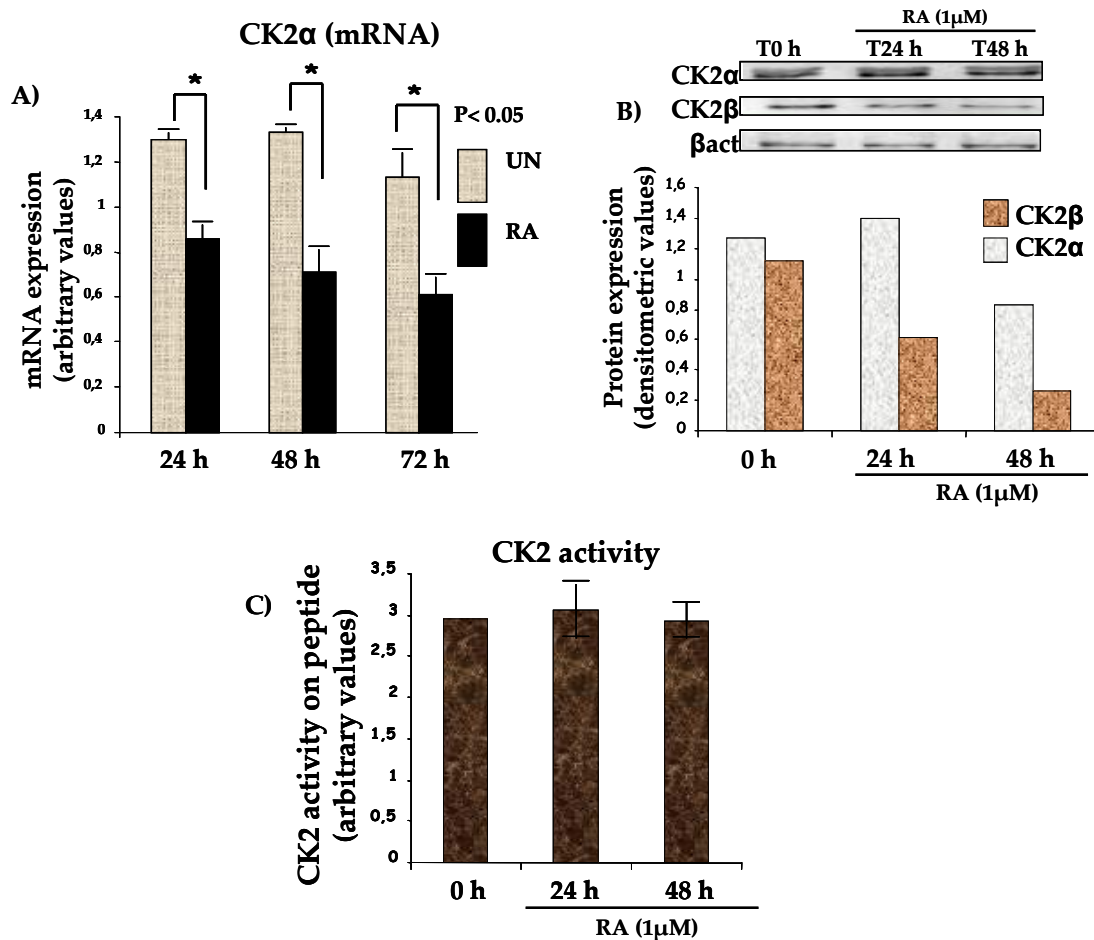 CK2α (mRNA)
A)
mRNA expression
(arbitrary values)
1,4
1,2
1
0,8
0,6
0,4
0,2
0
*
*
*
P< 0.05
UN
RA
24 h
48 h
72 h
B)
RA (1µM)
T0 h
T24 h
T48 h
CK2α
CK2β
βact
Protein expression
(densitometric values)
1,6
1,4
1,2
1
0,8
0,6
0,4
0,2
0
CK2β
CK2α
0 h
24 h
48 h
RA (1µM)
C)
CK2 activity
CK2 activity on peptide
(arbitrary values)
3,5
3
2,5
2
1,5
1
0,5
0
0 h
24 h
48 h
RA (1µM)